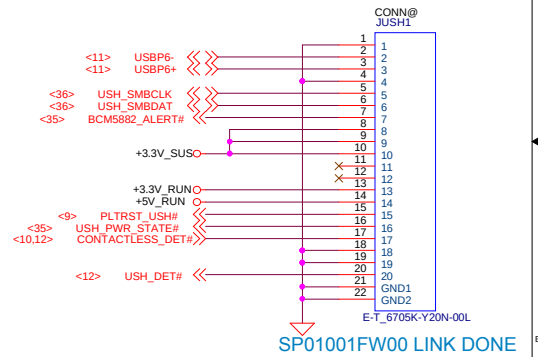 CONN@
JUSH1
1 1
<11> USBP6- 2 2
<11> USBP6+ 3 3
4 4
<36> USH_SMBCLK 5 5
<36> USH_SMBDAT 6 6
<35> BCM5882_ALERT# 7 7
8 8
9 9
+3.3V_SUS 10 10
11 11
12 12
+3.3V_RUN 13 13
+5V_RUN 14 14
<9> PLTRST_USH# 15 15
<35> USH_PWR_STATE# 16 16
<10,12> CONTACTLESS_DET# 17 17
18 18
19 19
<12> USH_DET# 20 20
21 GND1
22 GND2
E-T_6705K-Y20N-00L
SP01001FW00 LINK DONE